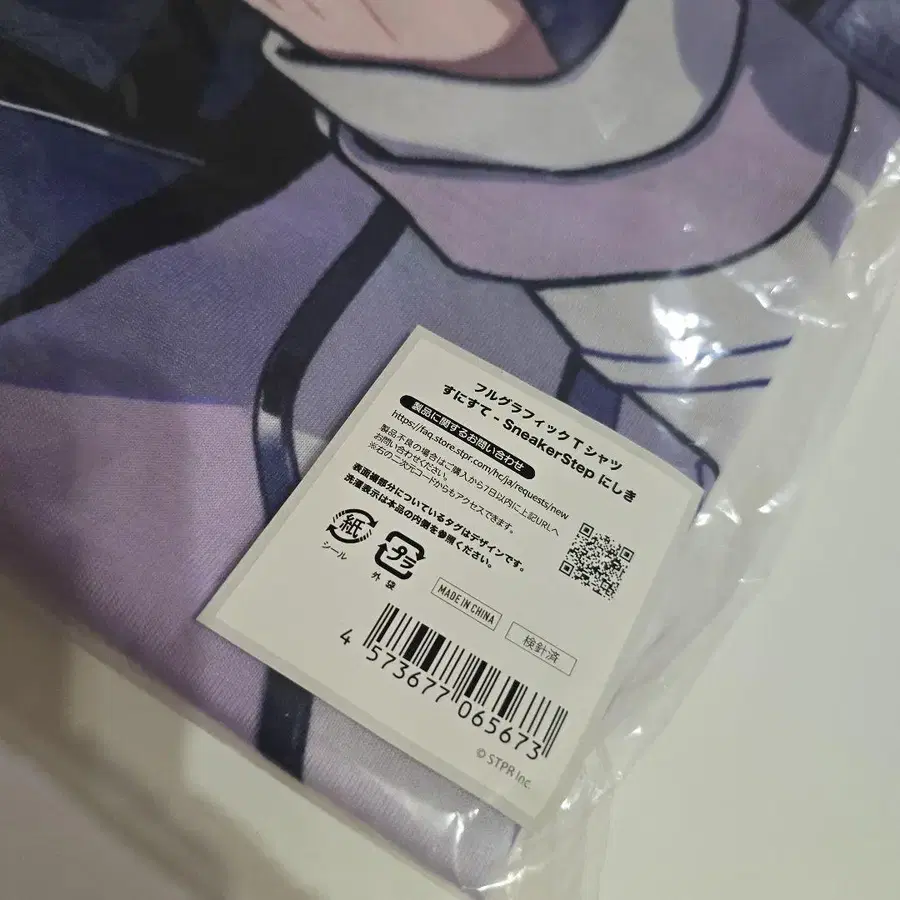 フルグラフィックTシャツ
すにすて - SneakerStep にしき
製品に関するお問い合わせ
https://faq.store.stpr.com/hc/ja/requests/new
製品不良の場合はご購入から7日以内に上記URLへ
お問い合わせください。
※右の二次元コードからもアクセスできます。
表面襟部分についているタグはデザインです。
洗濯表示は本品の内側を参照ください。
紙
シール
プラ
外 袋
MADE IN CHINA
検針済
4 573677 065673
© STPR Inc.